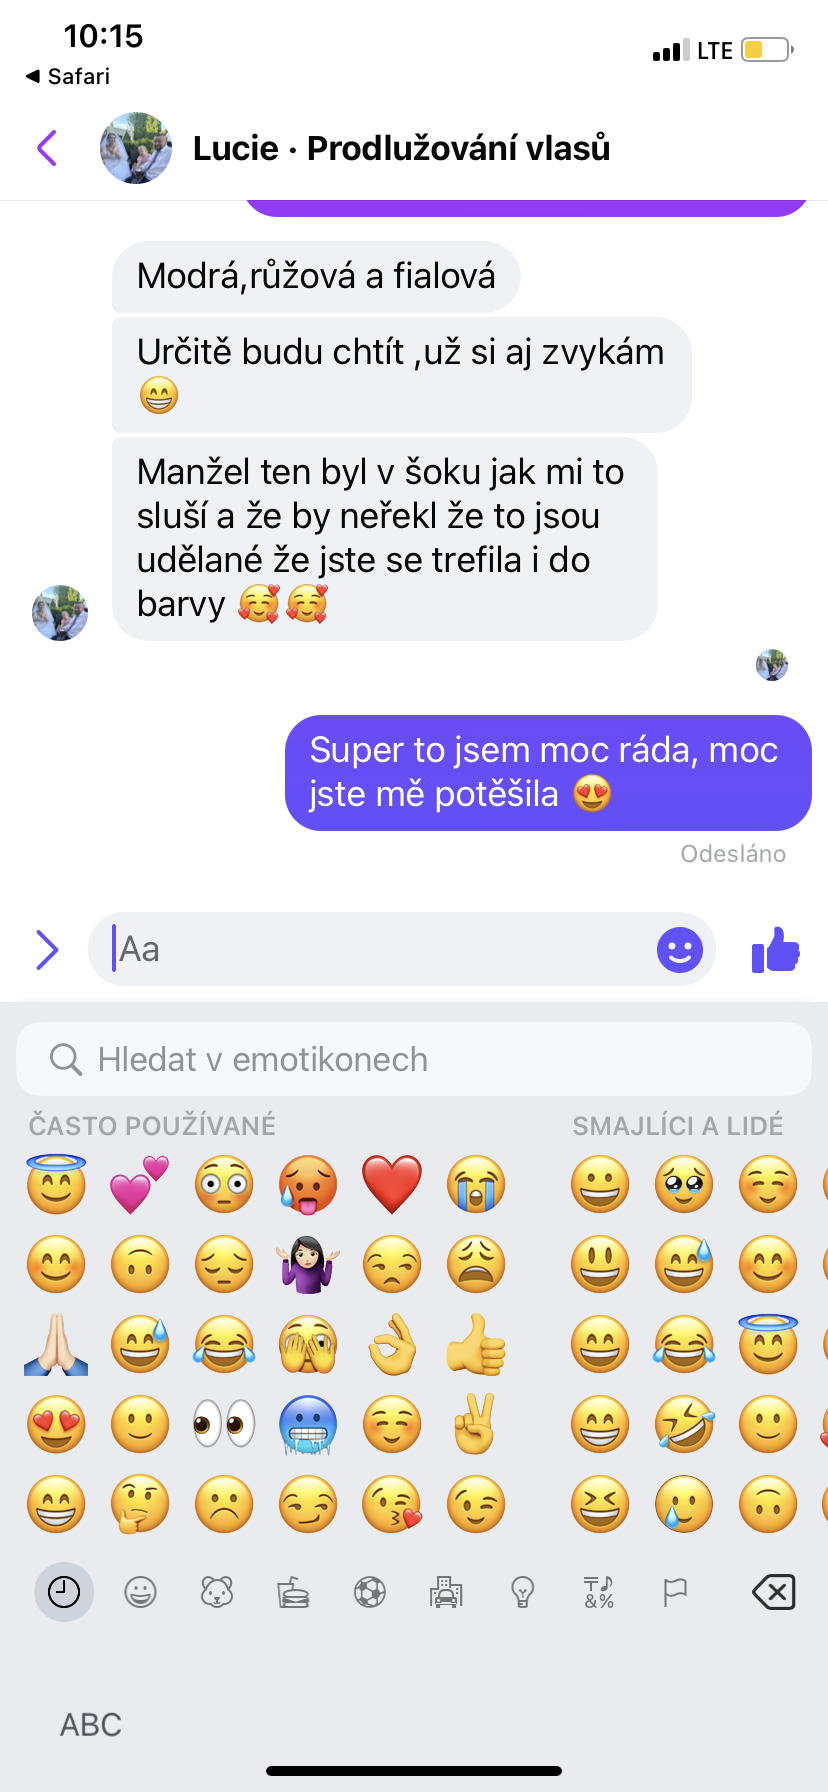 10:15
LTE
◀ Safari
Lucie · Prodlužování vlasů
Modrá,růžová a fialová
Určitě budu chtít ,už si aj zvykám
😁
Manžel ten byl v šoku jak mi to
sluší a že by neřekl že to jsou
udělané že jste se trefila i do
barvy 🥰🥰
Super to jsem moc ráda, moc
jste mě potěšila 😍
Odesláno
Aa
Hledat v emotikonech
ČASTO POUŽÍVANÉ
SMAJLÍCI A LIDÉ
ABC